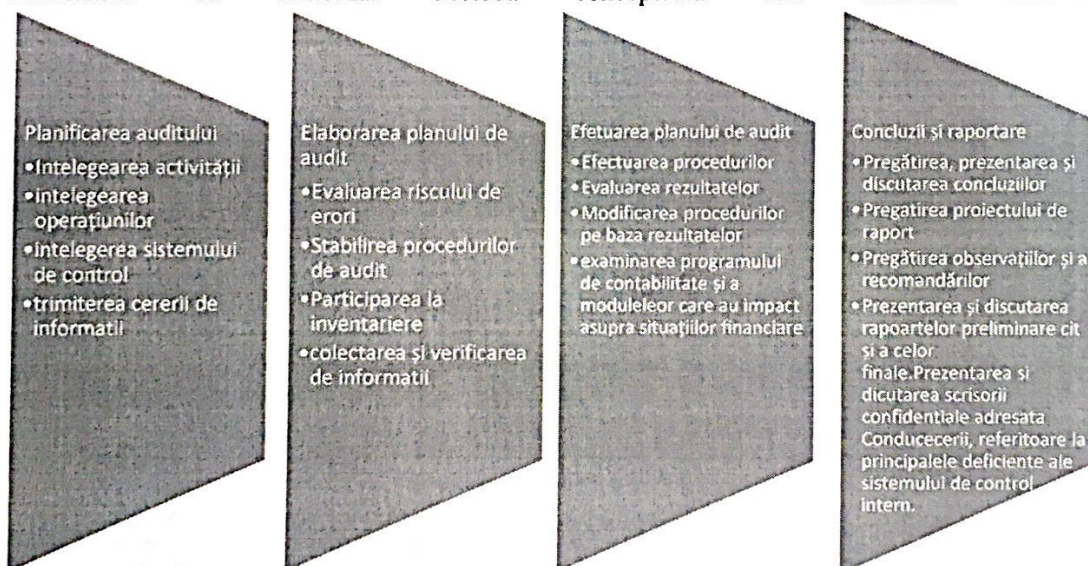 Planificarea auditului
•Intelegearea activității
•intelegearea
operațiunilor
•intelegerea sistemului
de control
•trimiterea cererii de
informatii
Elaborarea planului de
audit
•Evaluarea riscului de
erori
•Stabilirea procedurilor
de audit
•Participarea la
inventariere
•colectarea și verificarea
de informatii
Efetuarea planului de audit
•Efectuarea procedurilor
•Evaluarea rezultatelor
•Modificarea procedurilor
pe baza rezultatelor
•examinarea programului
de contabilitate și a
moduleleor care au impact
asupra situațiilor financiare
Concluzii si raportare
•Pregătirea, prezentarea și
discutarea concluziilor
•Pregatirea proiectului de
raport
•Pregătirea observațiilor și a
recomandărilor
•Prezentarea și discutarea
rapoartelor preliminare cit
și a celor
finale.Prezentarea si
dicutarea scrisorii
confidentiale adresata
Conducecerii, referitoare la
principalele deficiente ale
sistemului de control
intern.